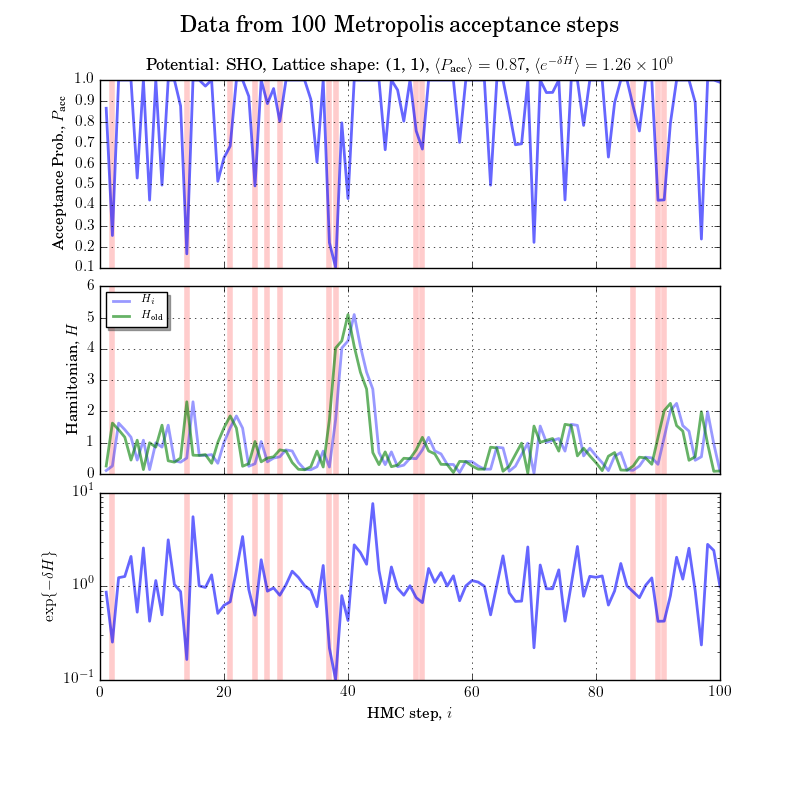 Data from 100 Metropolis acceptance steps
Potential: SHO, Lattice shape: (1, 1), ⟨P_acc⟩ = 0.87, ⟨e^{−δH}⟩ = 1.26 × 10^0
Acceptance Prob., P_acc
1.0
0.9
0.8
0.7
0.6
0.5
0.4
0.3
0.2
0.1
Hamiltonian, H
6
5
4
3
2
1
0
H_i
H_old
exp{−δH}
10^1
10^0
10^{−1}
0 20 40 60 80 100
HMC step, i